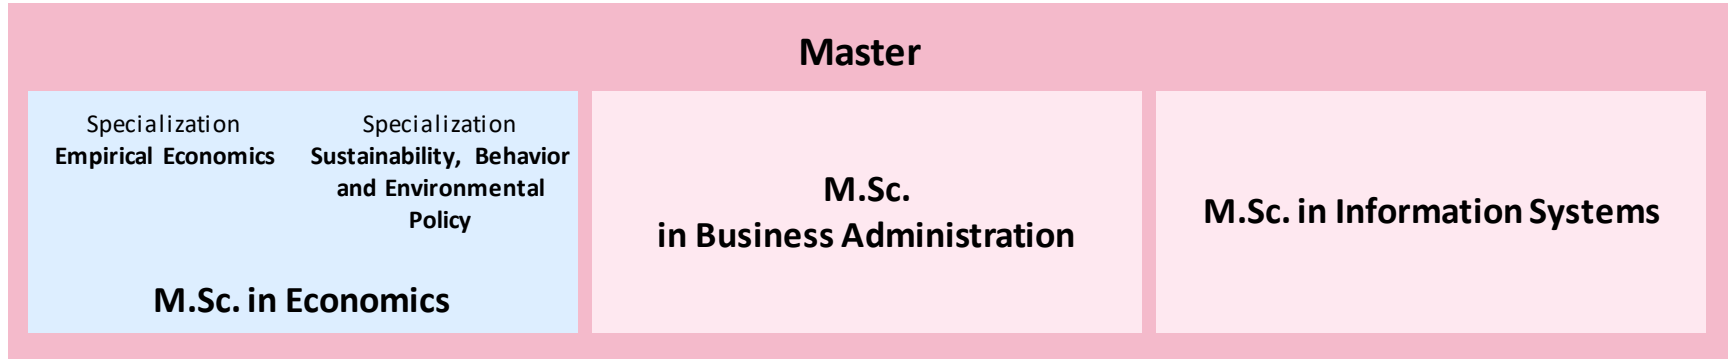 Master
Specialization
Empirical Economics
Specialization
Sustainability, Behavior
and Environmental
Policy
M.Sc. in Economics
M.Sc.
in Business Administration
M.Sc. in Information Systems